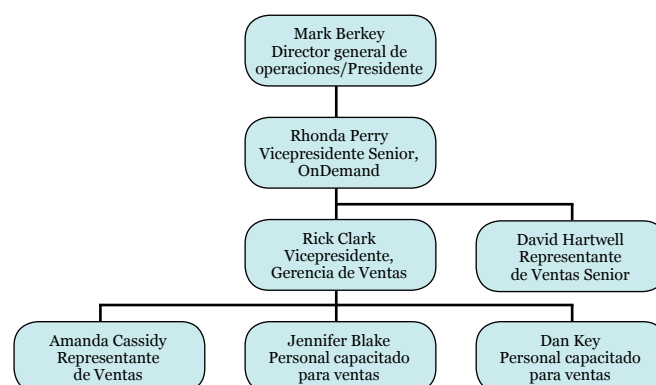 Mark Berkey
Director general de
operaciones/Presidente
Rhonda Perry
Vicepresidente Senior,
OnDemand
Rick Clark
Vicepresidente,
Gerencia de Ventas
David Hartwell
Representante
de Ventas Senior
Amanda Cassidy
Representante
de Ventas
Jennifer Blake
Personal capacitado
para ventas
Dan Key
Personal capacitado
para ventas